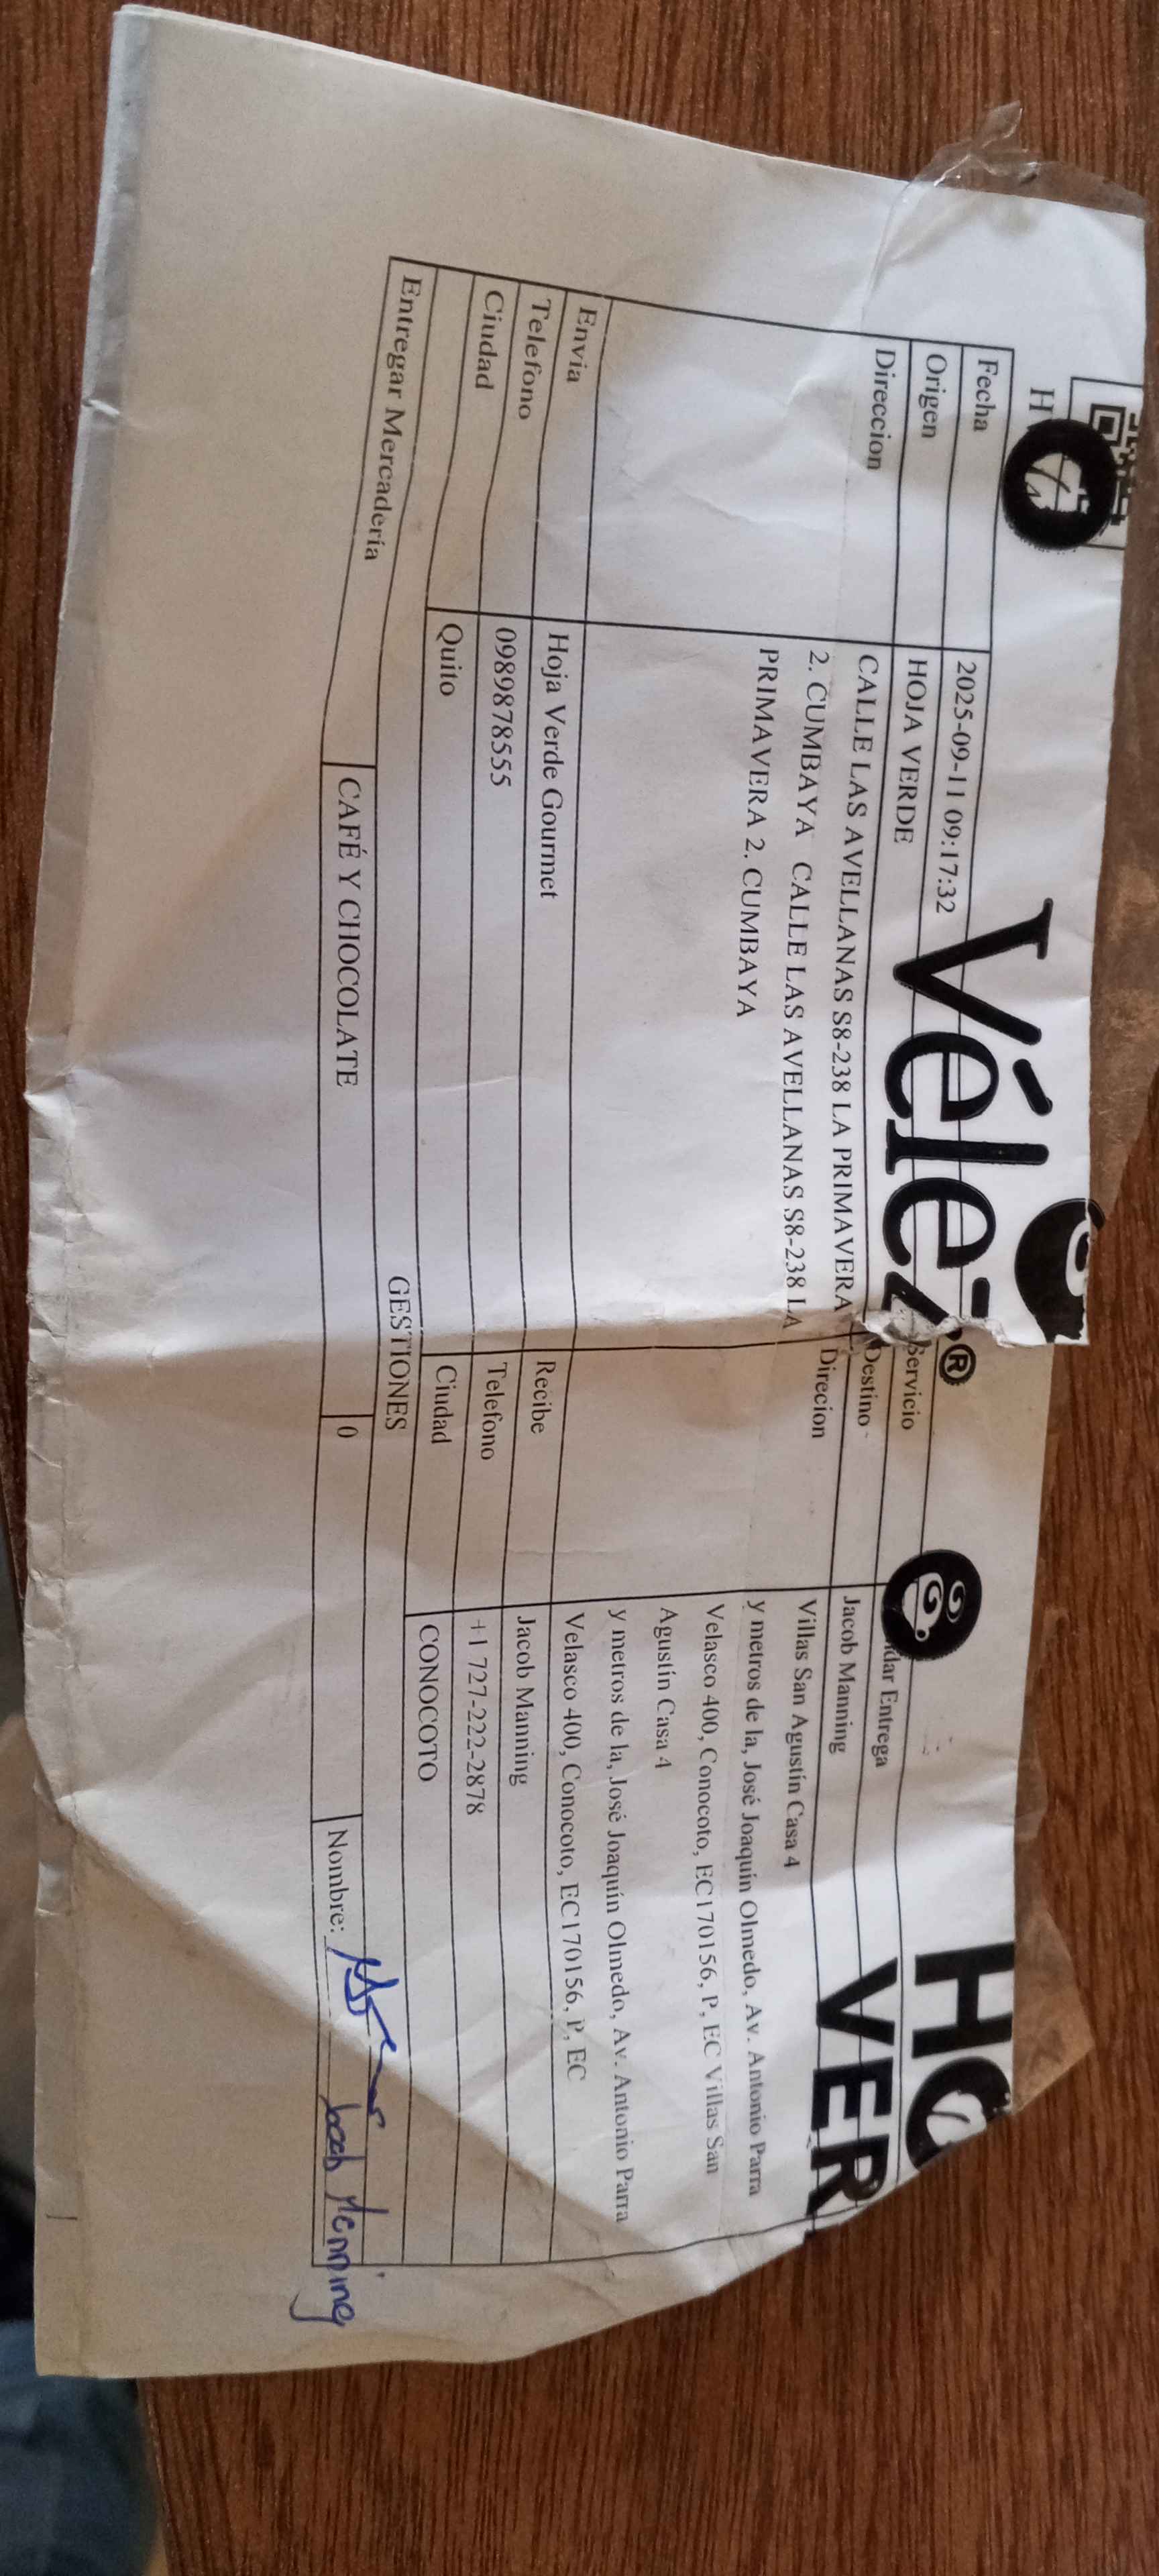 H
Vélez®
HO
VER
Fecha 2025-09-11 09:17:32 Servicio Entrega
Origen HOJA VERDE Destino Jacob Manning
Direccion CALLE LAS AVELLANAS S8-238 LA PRIMAVERA
2. CUMBAYA CALLE LAS AVELLANAS S8-238 LA
PRIMAVERA 2. CUMBAYA
Direcion Villas San Agustín Casa 4
y metros de la, José Joaquín Olmedo, Av. Antonio Parra
Velasco 400, Conocoto, EC170156, P, EC Villas San
Agustín Casa 4
y metros de la, José Joaquín Olmedo, Av. Antonio Parra
Velasco 400, Conocoto, EC170156, P, EC
Envia Hoja Verde Gourmet Recibe Jacob Manning
Telefono 0989878555 Telefono +1 727-222-2878
Ciudad Quito Ciudad CONOCOTO
GESTIONES
Entregar Mercadería CAFÉ Y CHOCOLATE 0 Nombre: